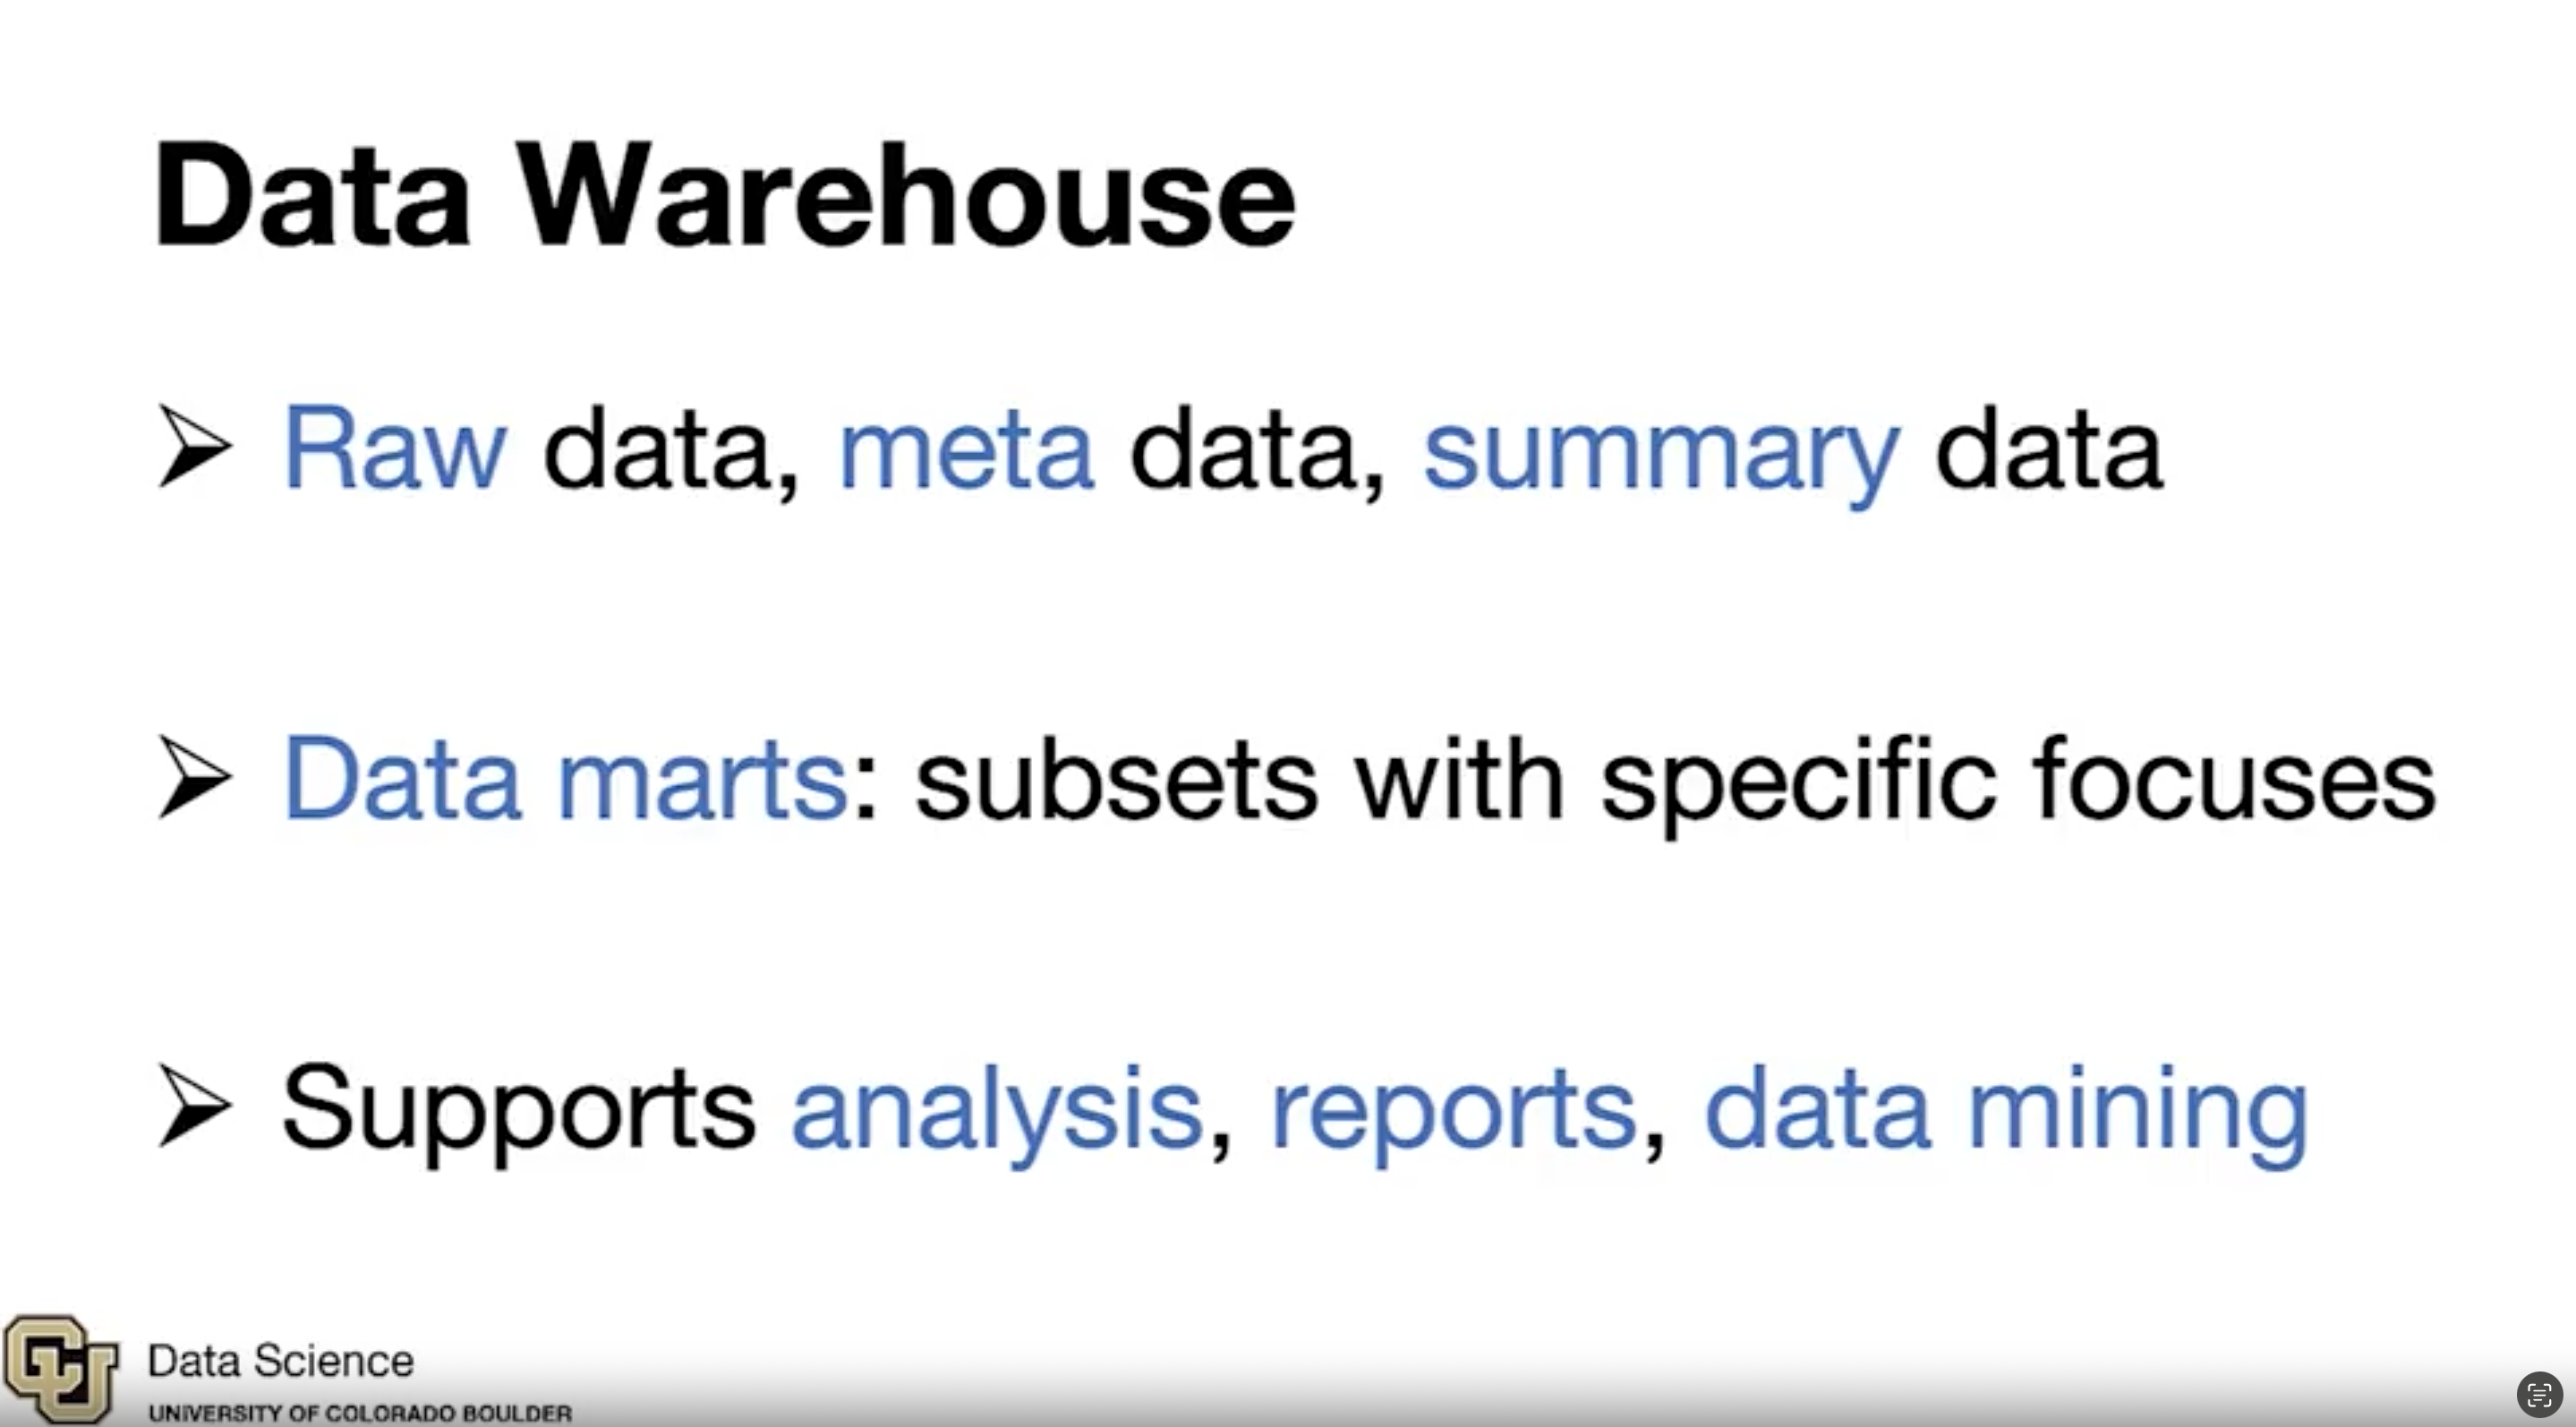 Data Warehouse
Raw data, meta data, summary data
Data marts: subsets with specific focuses
Supports analysis, reports, data mining
CU
Data Science
UNIVERSITY OF COLORADO BOULDER